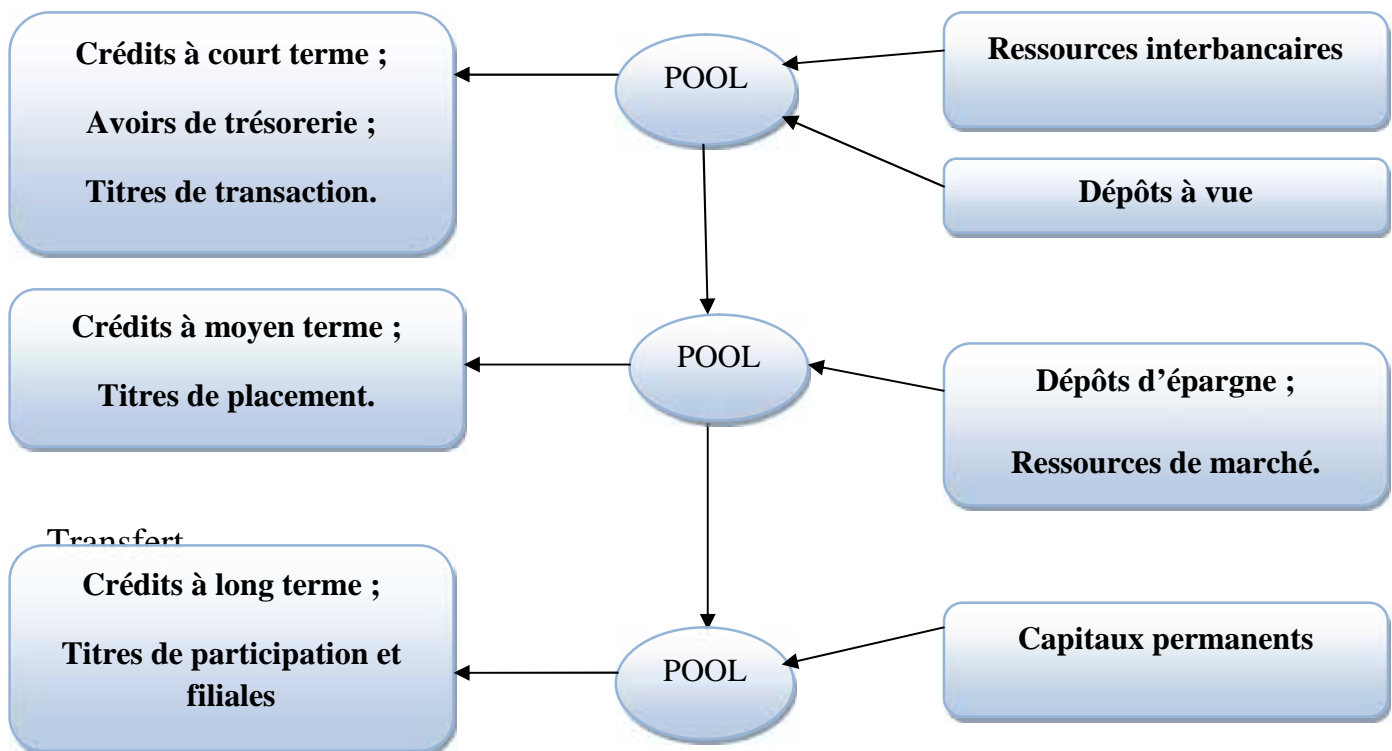 Crédits à court terme ;
Avoirs de trésorerie ;
Titres de transaction.
POOL
Ressources interbancaires
Dépôts à vue
Crédits à moyen terme ;
Titres de placement.
POOL
Dépôts d’épargne ;
Ressources de marché.
Transfert
Crédits à long terme ;
Titres de participation et
filiales
POOL
Capitaux permanents